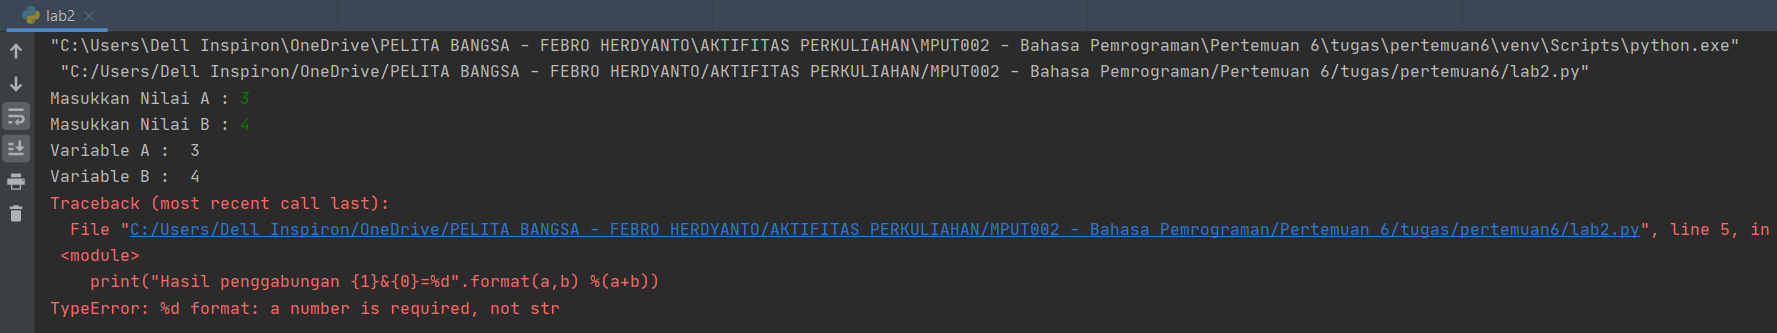 lab2
"C:\Users\Dell Inspiron\OneDrive\PELITA BANGSA - FEBRO HERDYANTO\AKTIFITAS PERKULIAHAN\MPUT002 - Bahasa Pemrograman\Pertemuan 6\tugas\pertemuan6\venv\Scripts\python.exe"
"C:/Users/Dell Inspiron/OneDrive/PELITA BANGSA - FEBRO HERDYANTO/AKTIFITAS PERKULIAHAN/MPUT002 - Bahasa Pemrograman/Pertemuan 6/tugas/pertemuan6/lab2.py"
Masukkan Nilai A : 3
Masukkan Nilai B : 4
Variable A :  3
Variable B :  4
Traceback (most recent call last):
  File "C:/Users/Dell Inspiron/OneDrive/PELITA BANGSA - FEBRO HERDYANTO/AKTIFITAS PERKULIAHAN/MPUT002 - Bahasa Pemrograman/Pertemuan 6/tugas/pertemuan6/lab2.py", line 5, in
<module>
    print("Hasil penggabungan {1}&{0}=%d".format(a,b) %(a+b))
TypeError: %d format: a number is required, not str